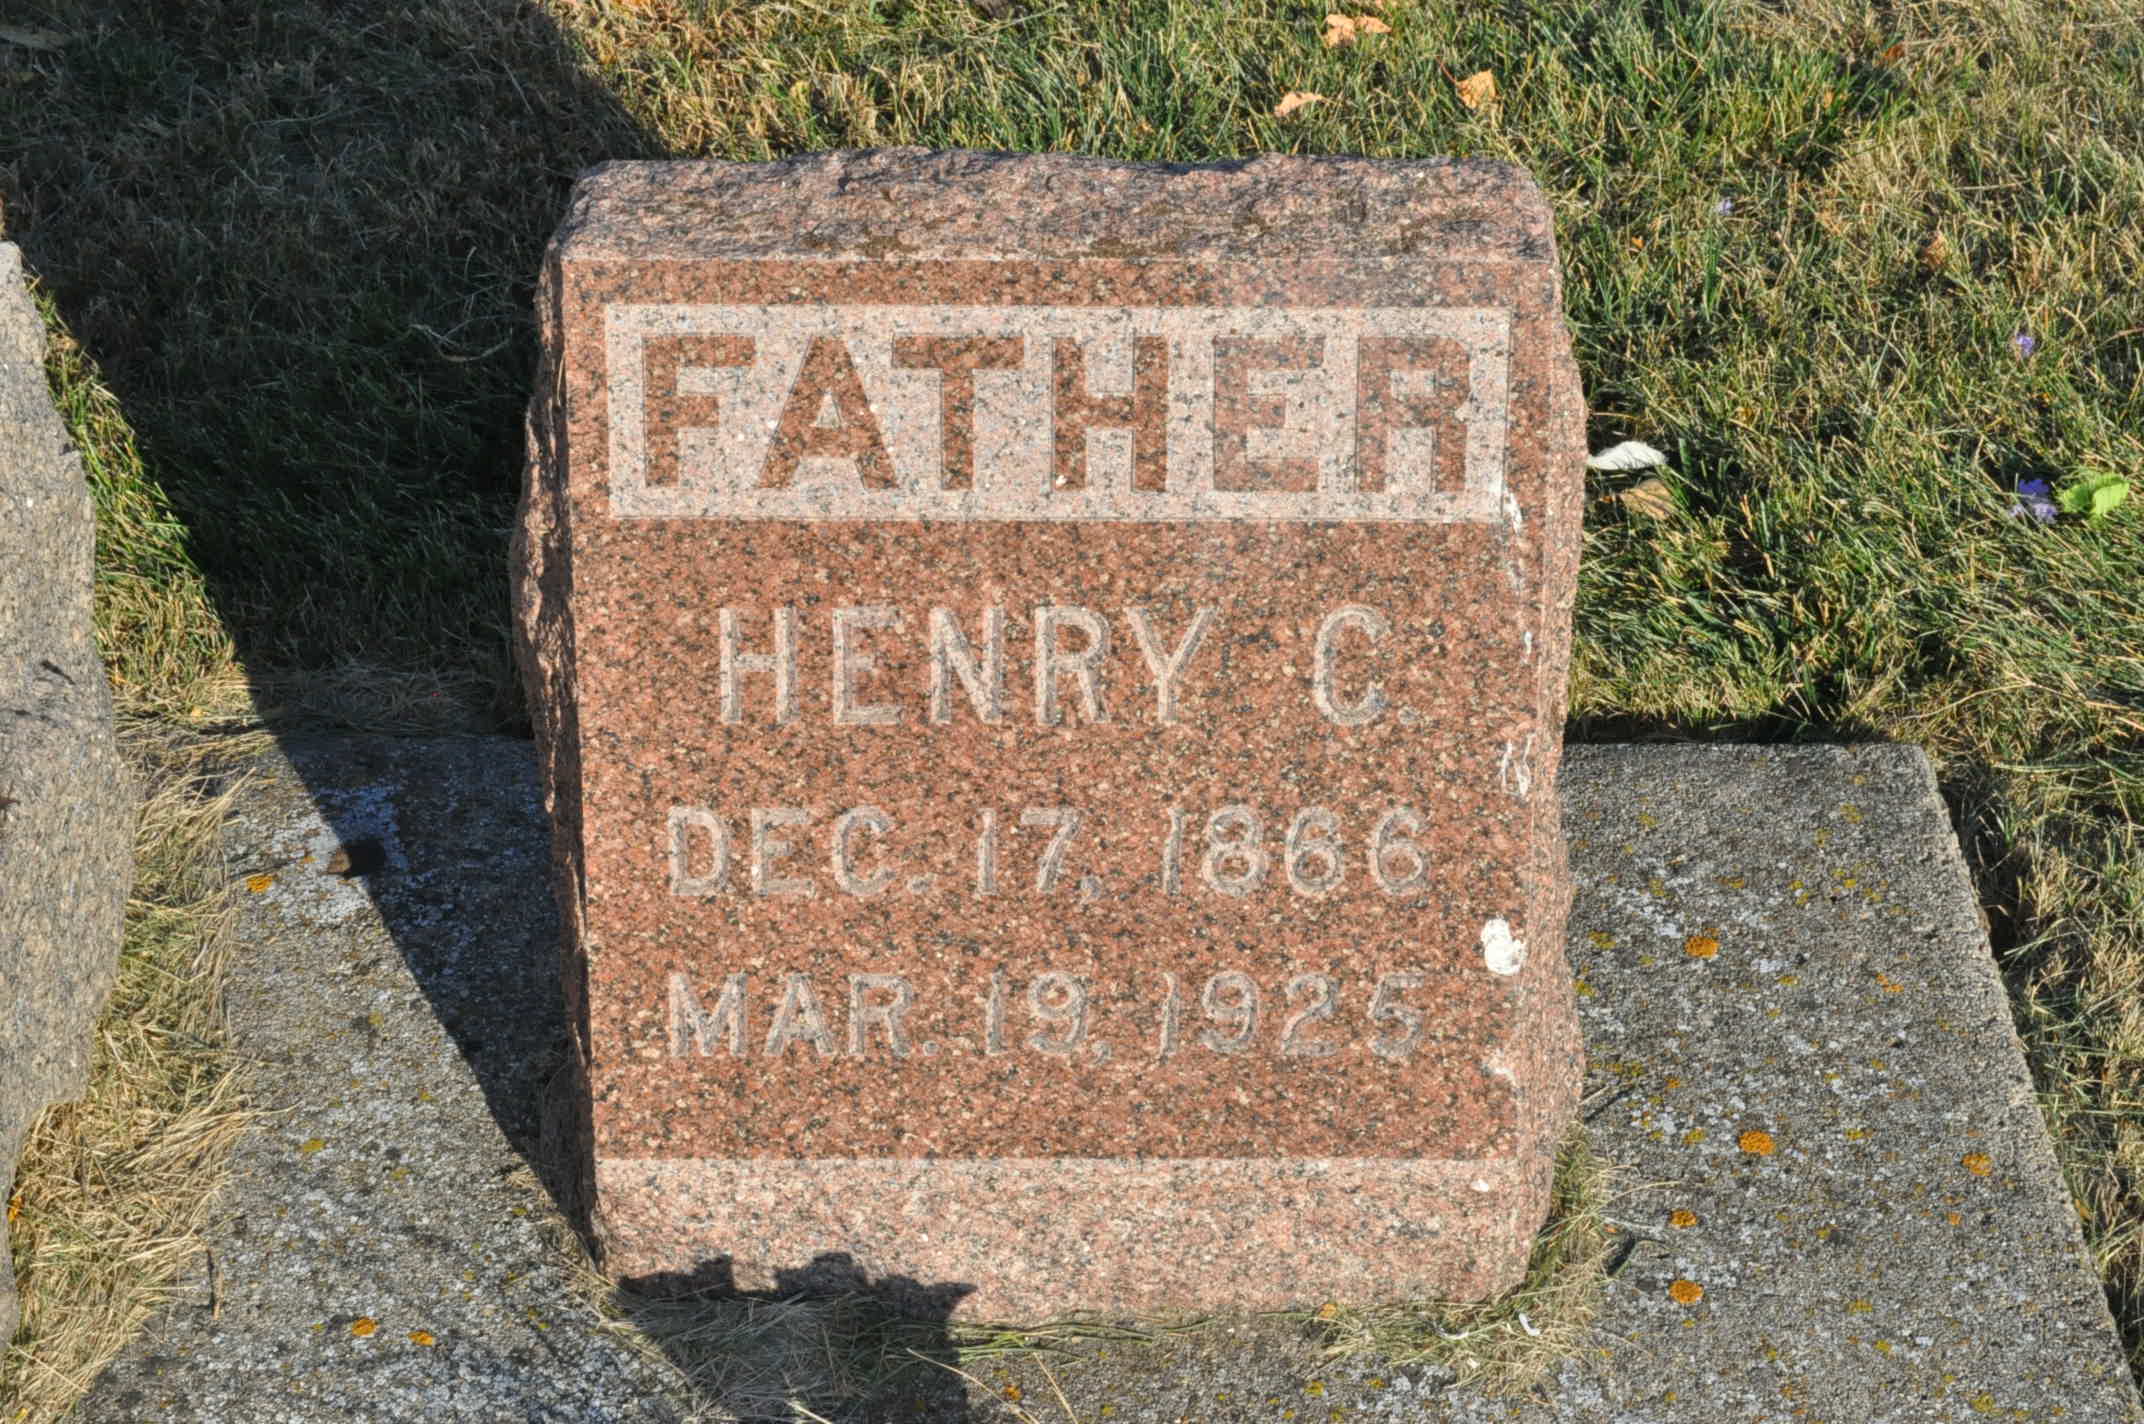 FATHER
HENRY C.
DEC. 17, 1866
MAR. 19, 1925